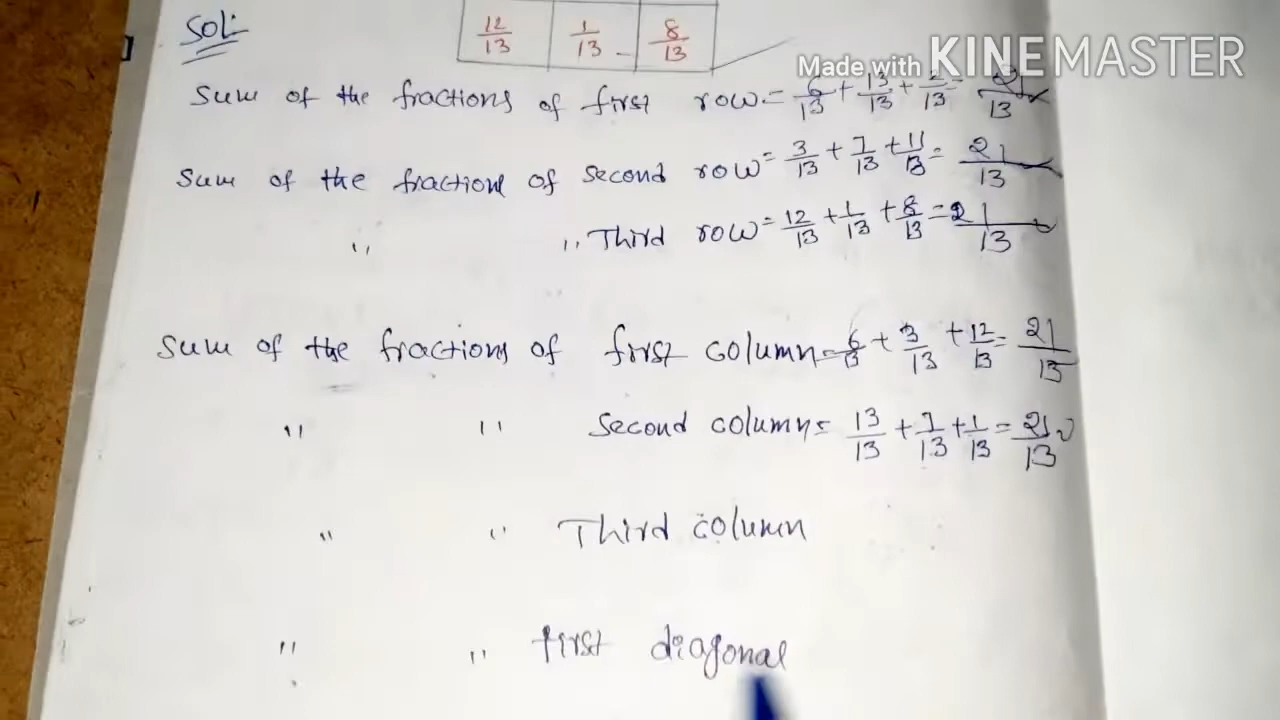 Sol:
12/13 1/13 8/13
Made with KINEMASTER
Sum of the fractions of first row = 6/13 + 13/13 + 2/13 = 21/13
Sum of the fractions of second row = 3/13 + 7/13 + 11/13 = 21/13
" " Third row = 12/13 + 1/13 + 8/13 = 21/13
Sum of the fractions of first column = 6/13 + 3/13 + 12/13 = 21/13
" " Second column = 13/13 + 7/13 + 1/13 = 21/13
" " Third column
" " first diagonal